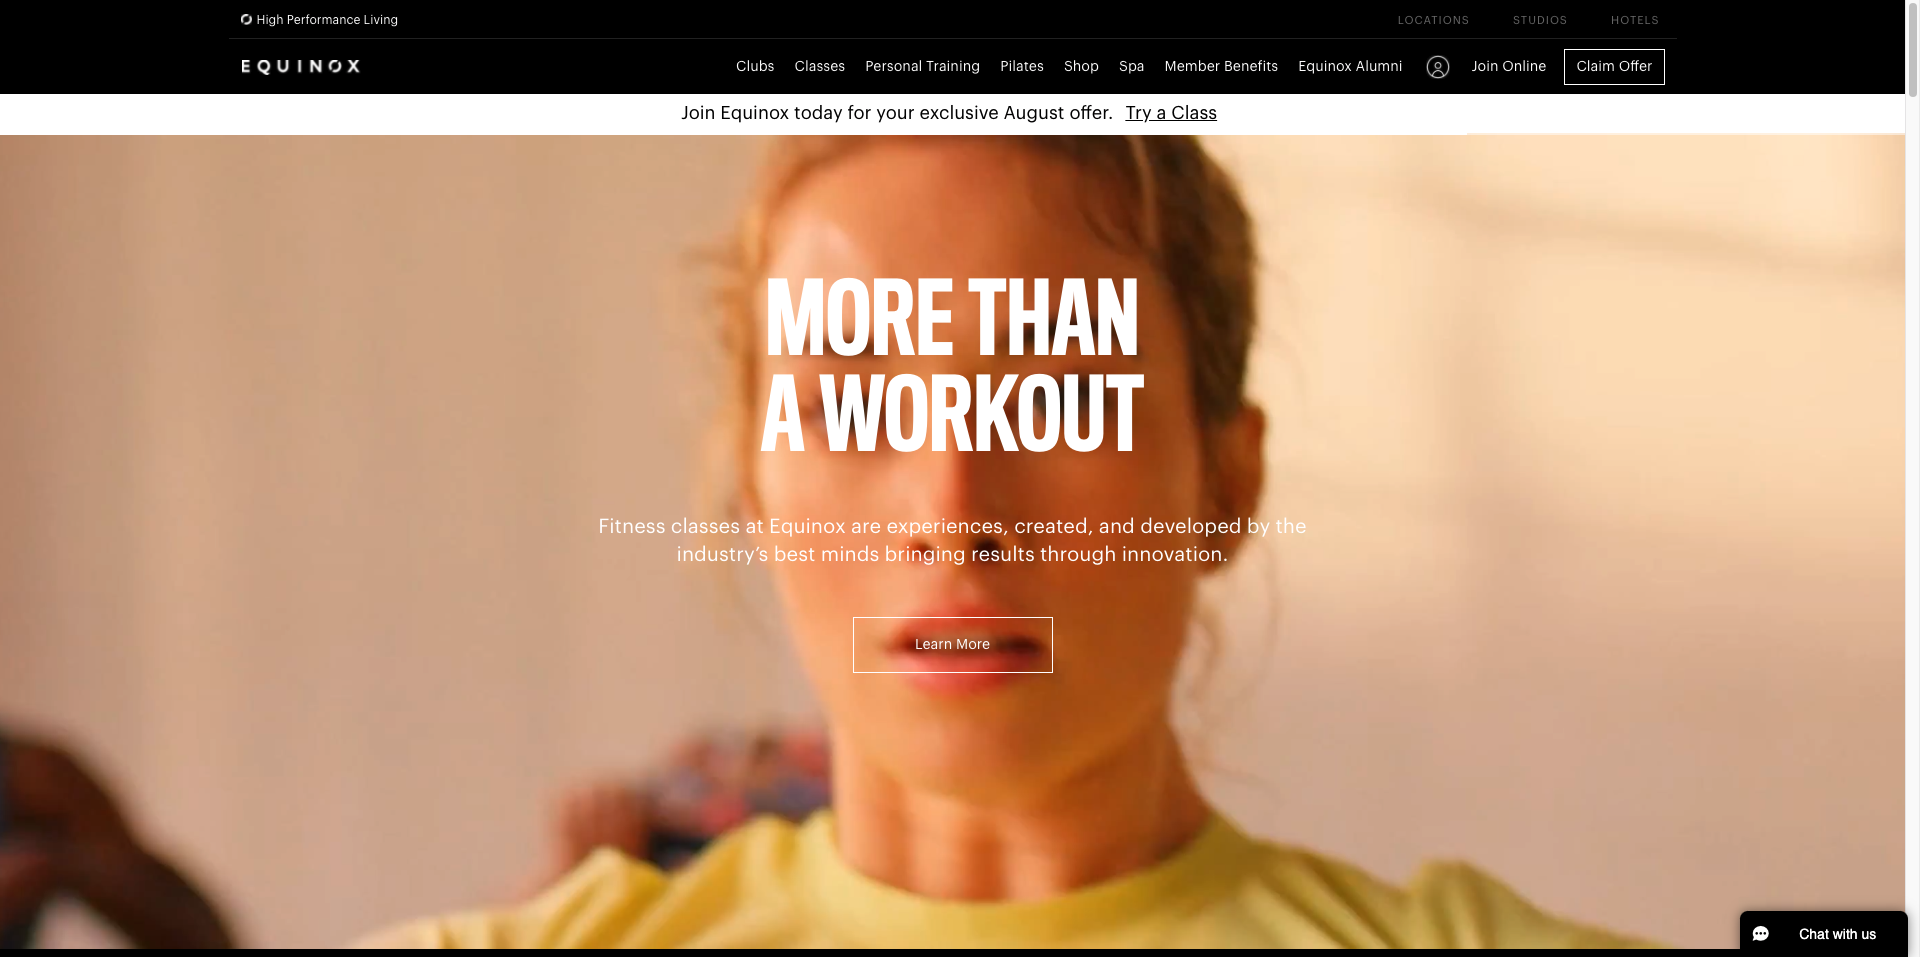 High Performance Living
LOCATIONS STUDIOS HOTELS
EQUINOX
Clubs Classes Personal Training Pilates Shop Spa Member Benefits Equinox Alumni Join Online Claim Offer
Join Equinox today for your exclusive August offer. Try a Class
MORE THAN
A WORKOUT
Fitness classes at Equinox are experiences, created, and developed by the
industry’s best minds bringing results through innovation.
Learn More
Chat with us